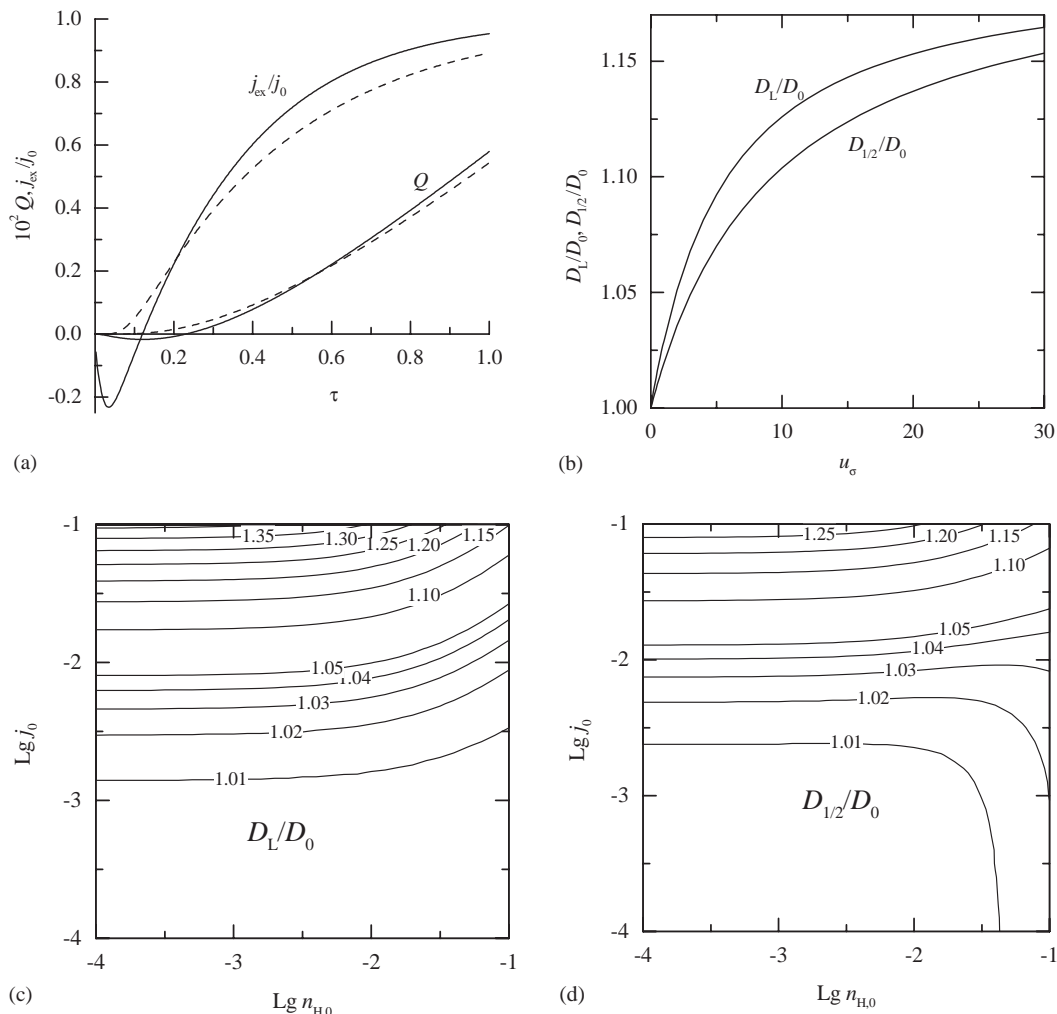 1.0
0.8
0.6
0.4
0.2
0.0
-0.2
10² Q, j_ex/j_0
j_ex/j_0
Q
0.2 0.4 0.6 0.8 1.0
τ
(a)
1.15
1.10
1.05
1.00
D_L/D_0, D_1/2/D_0
D_L/D_0
D_1/2/D_0
0 10 20 30
u_σ
(b)
-1
-2
-3
-4
Lg j_0
1.35 1.30 1.25 1.20 1.15
1.10
1.05
1.04
1.03
1.02
1.01
D_L/D_0
-4 -3 -2 -1
Lg n_H,0
(c)
-1
-2
-3
-4
Lg j_0
1.25 1.20 1.15
1.10
1.05
1.04
1.03
1.02
1.01
D_1/2/D_0
-4 -3 -2 -1
Lg n_H,0
(d)